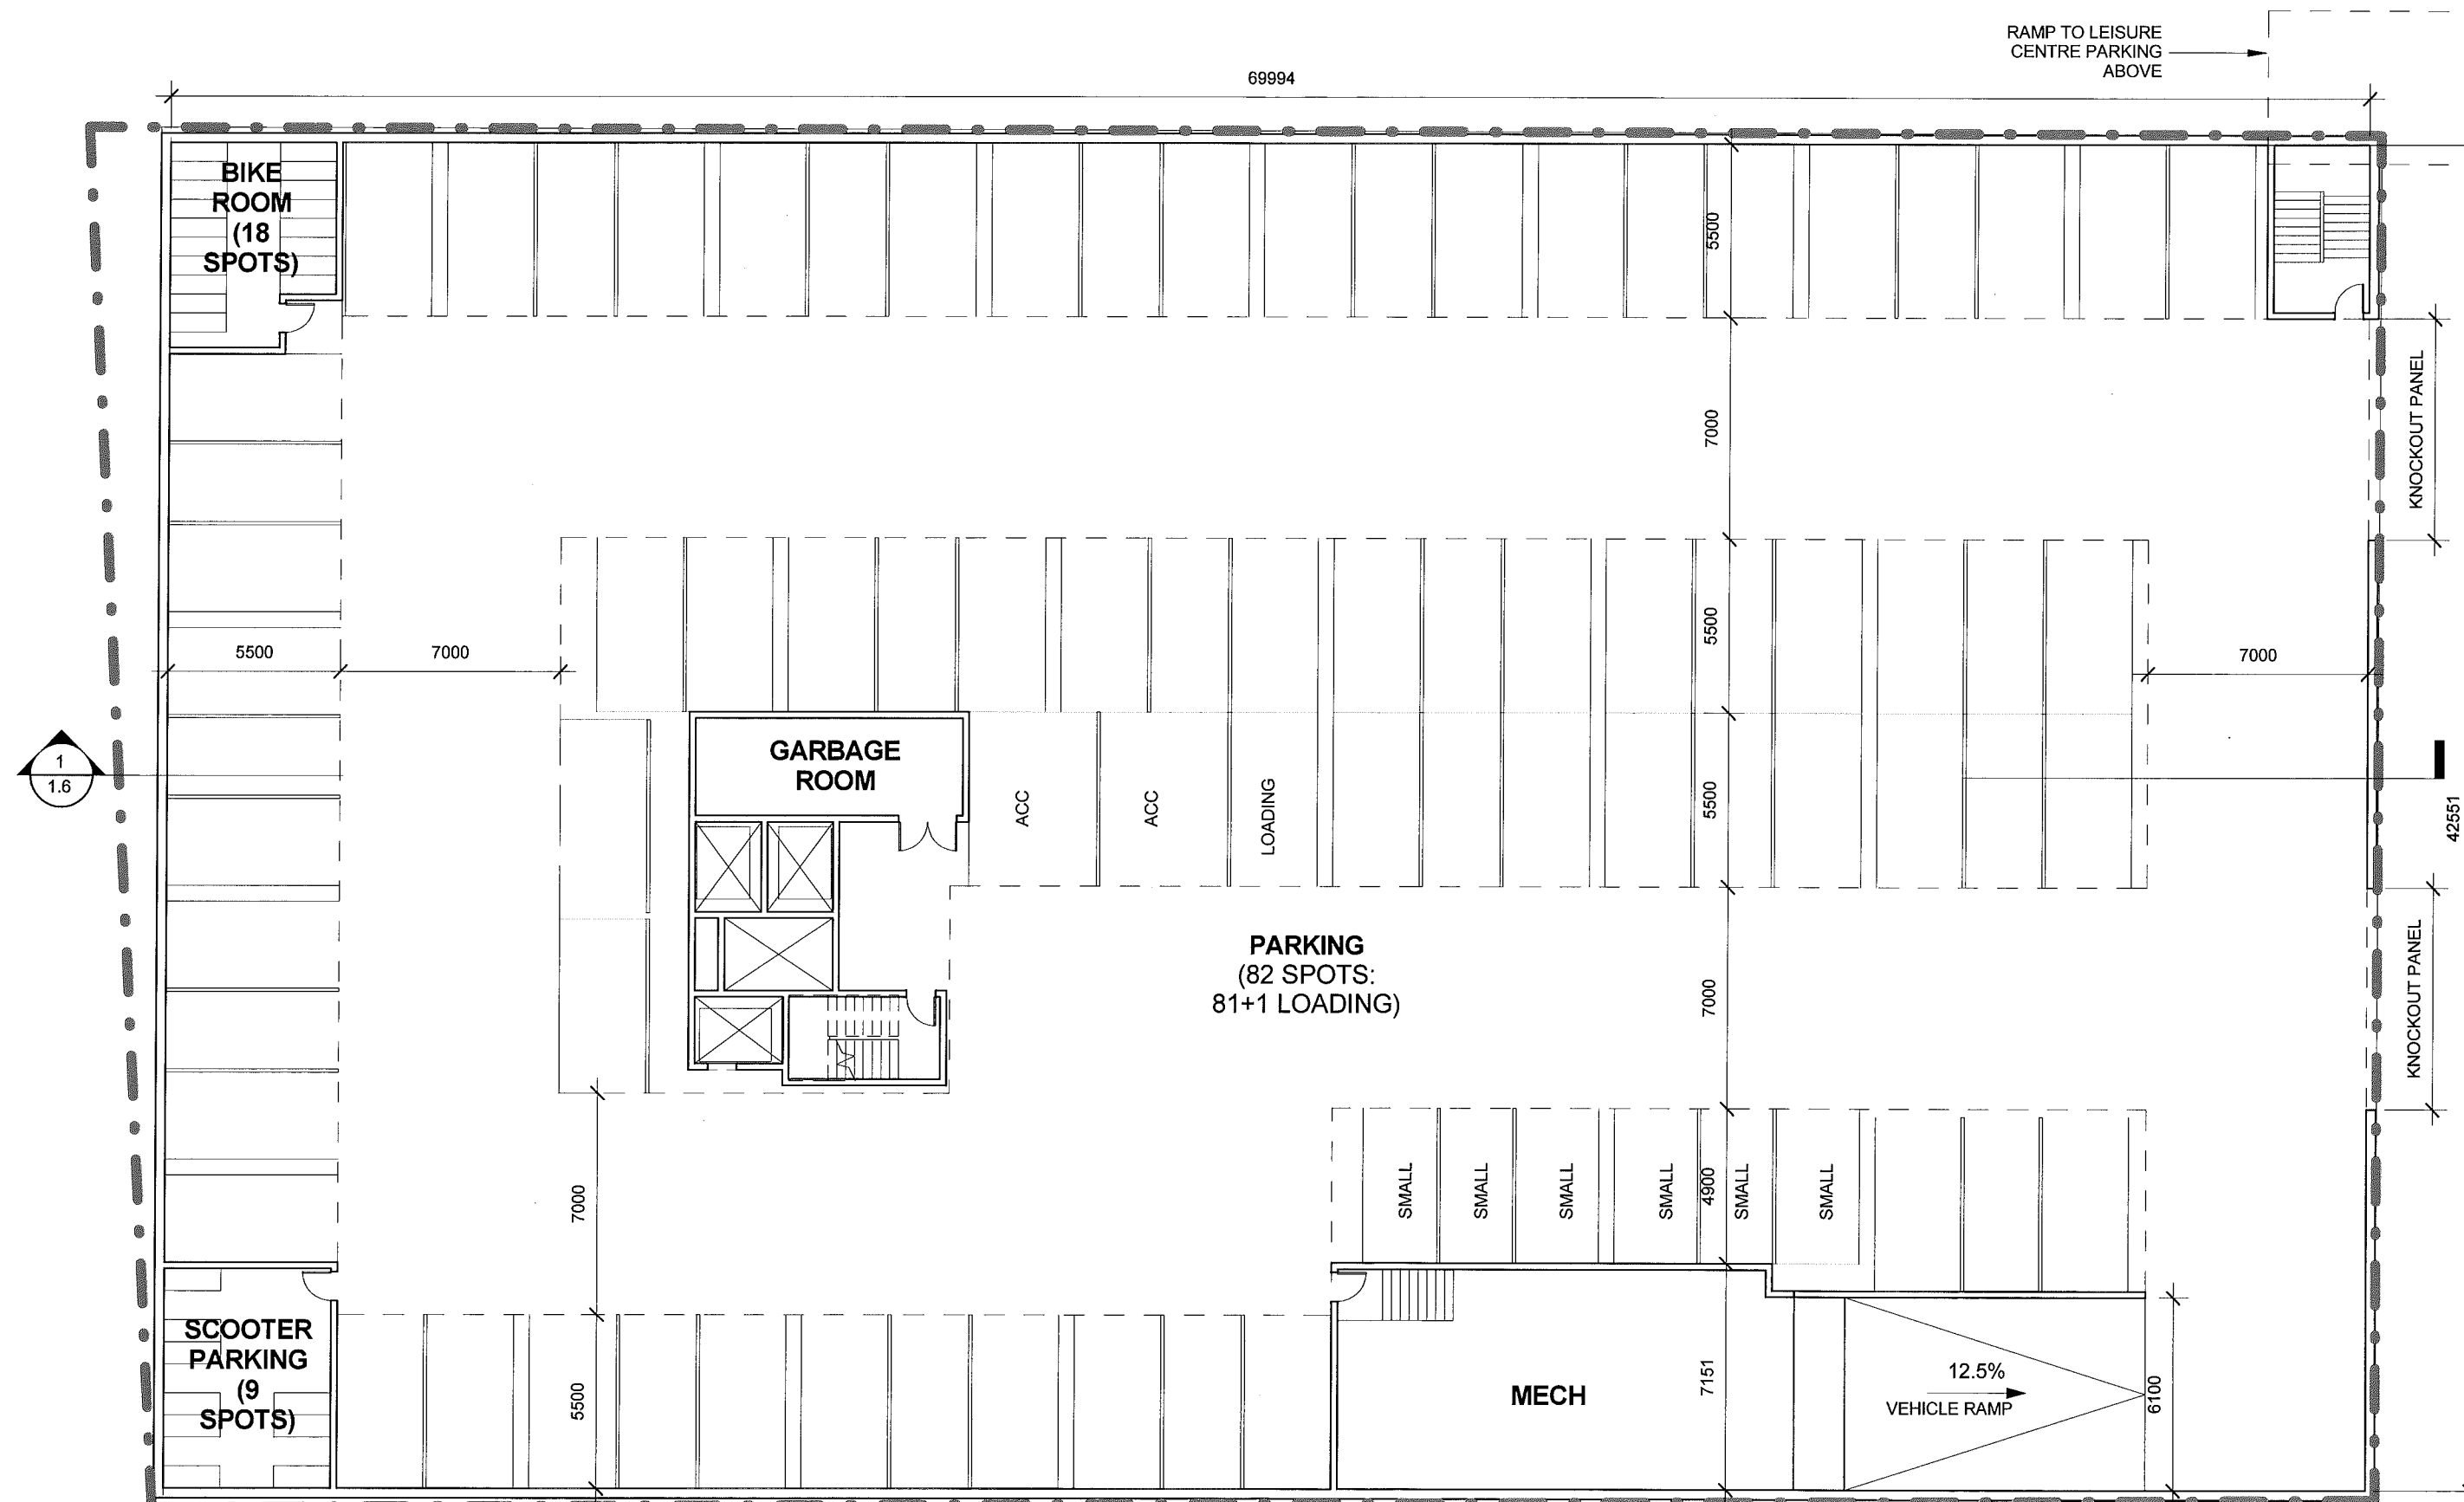 RAMP TO LEISURE
CENTRE PARKING
ABOVE
69994
BIKE
ROOM
(18
SPOTS)
5500
7000
KNOCKOUT PANEL
5500
5500
7000
7000
1
1.6
GARBAGE
ROOM
ACC
ACC
LOADING
5500
42551
PARKING
(82 SPOTS:
81+1 LOADING)
7000
KNOCKOUT PANEL
7000
SMALL
SMALL
SMALL
SMALL
4900
SMALL
SMALL
SCOOTER
PARKING
(9
SPOTS)
5500
MECH
7151
12.5%
VEHICLE RAMP
6100